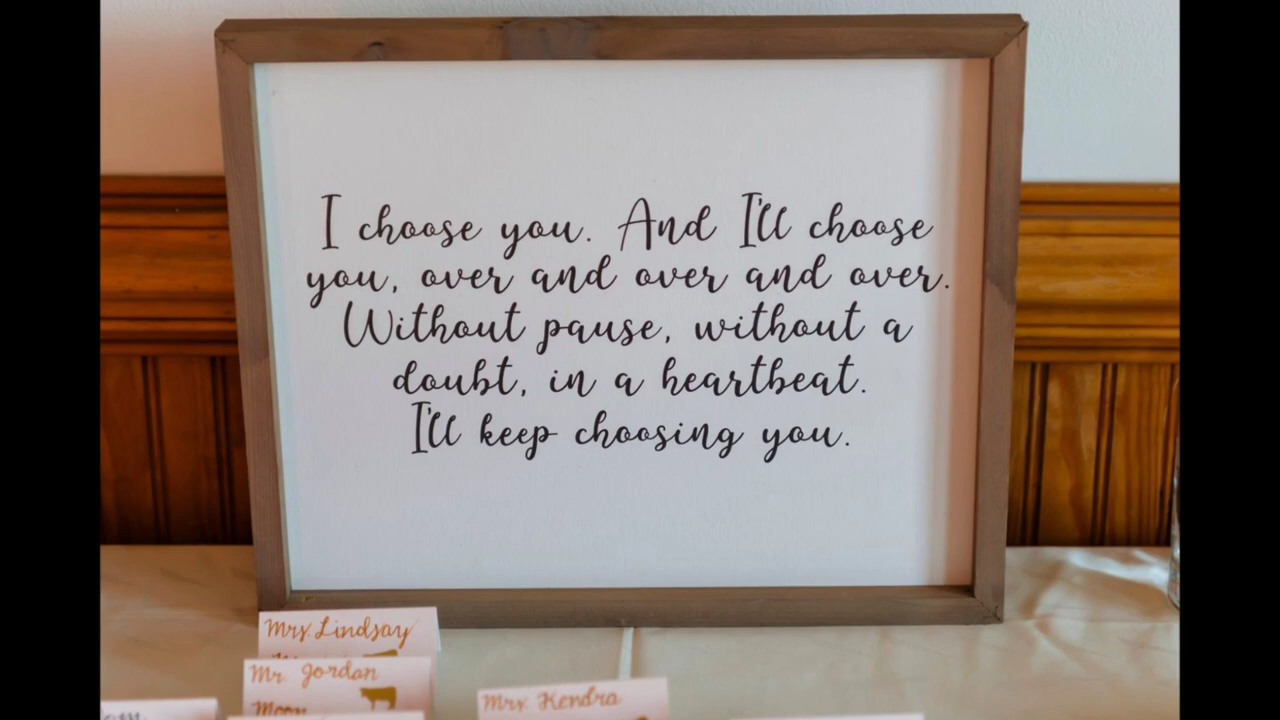 I choose you. And I'll choose
you, over and over and over.
Without pause, without a
doubt, in a heartbeat.
I'll keep choosing you.
Mrs. Lindsay
Mr. Jordan
Moon
Mrs. Kendra